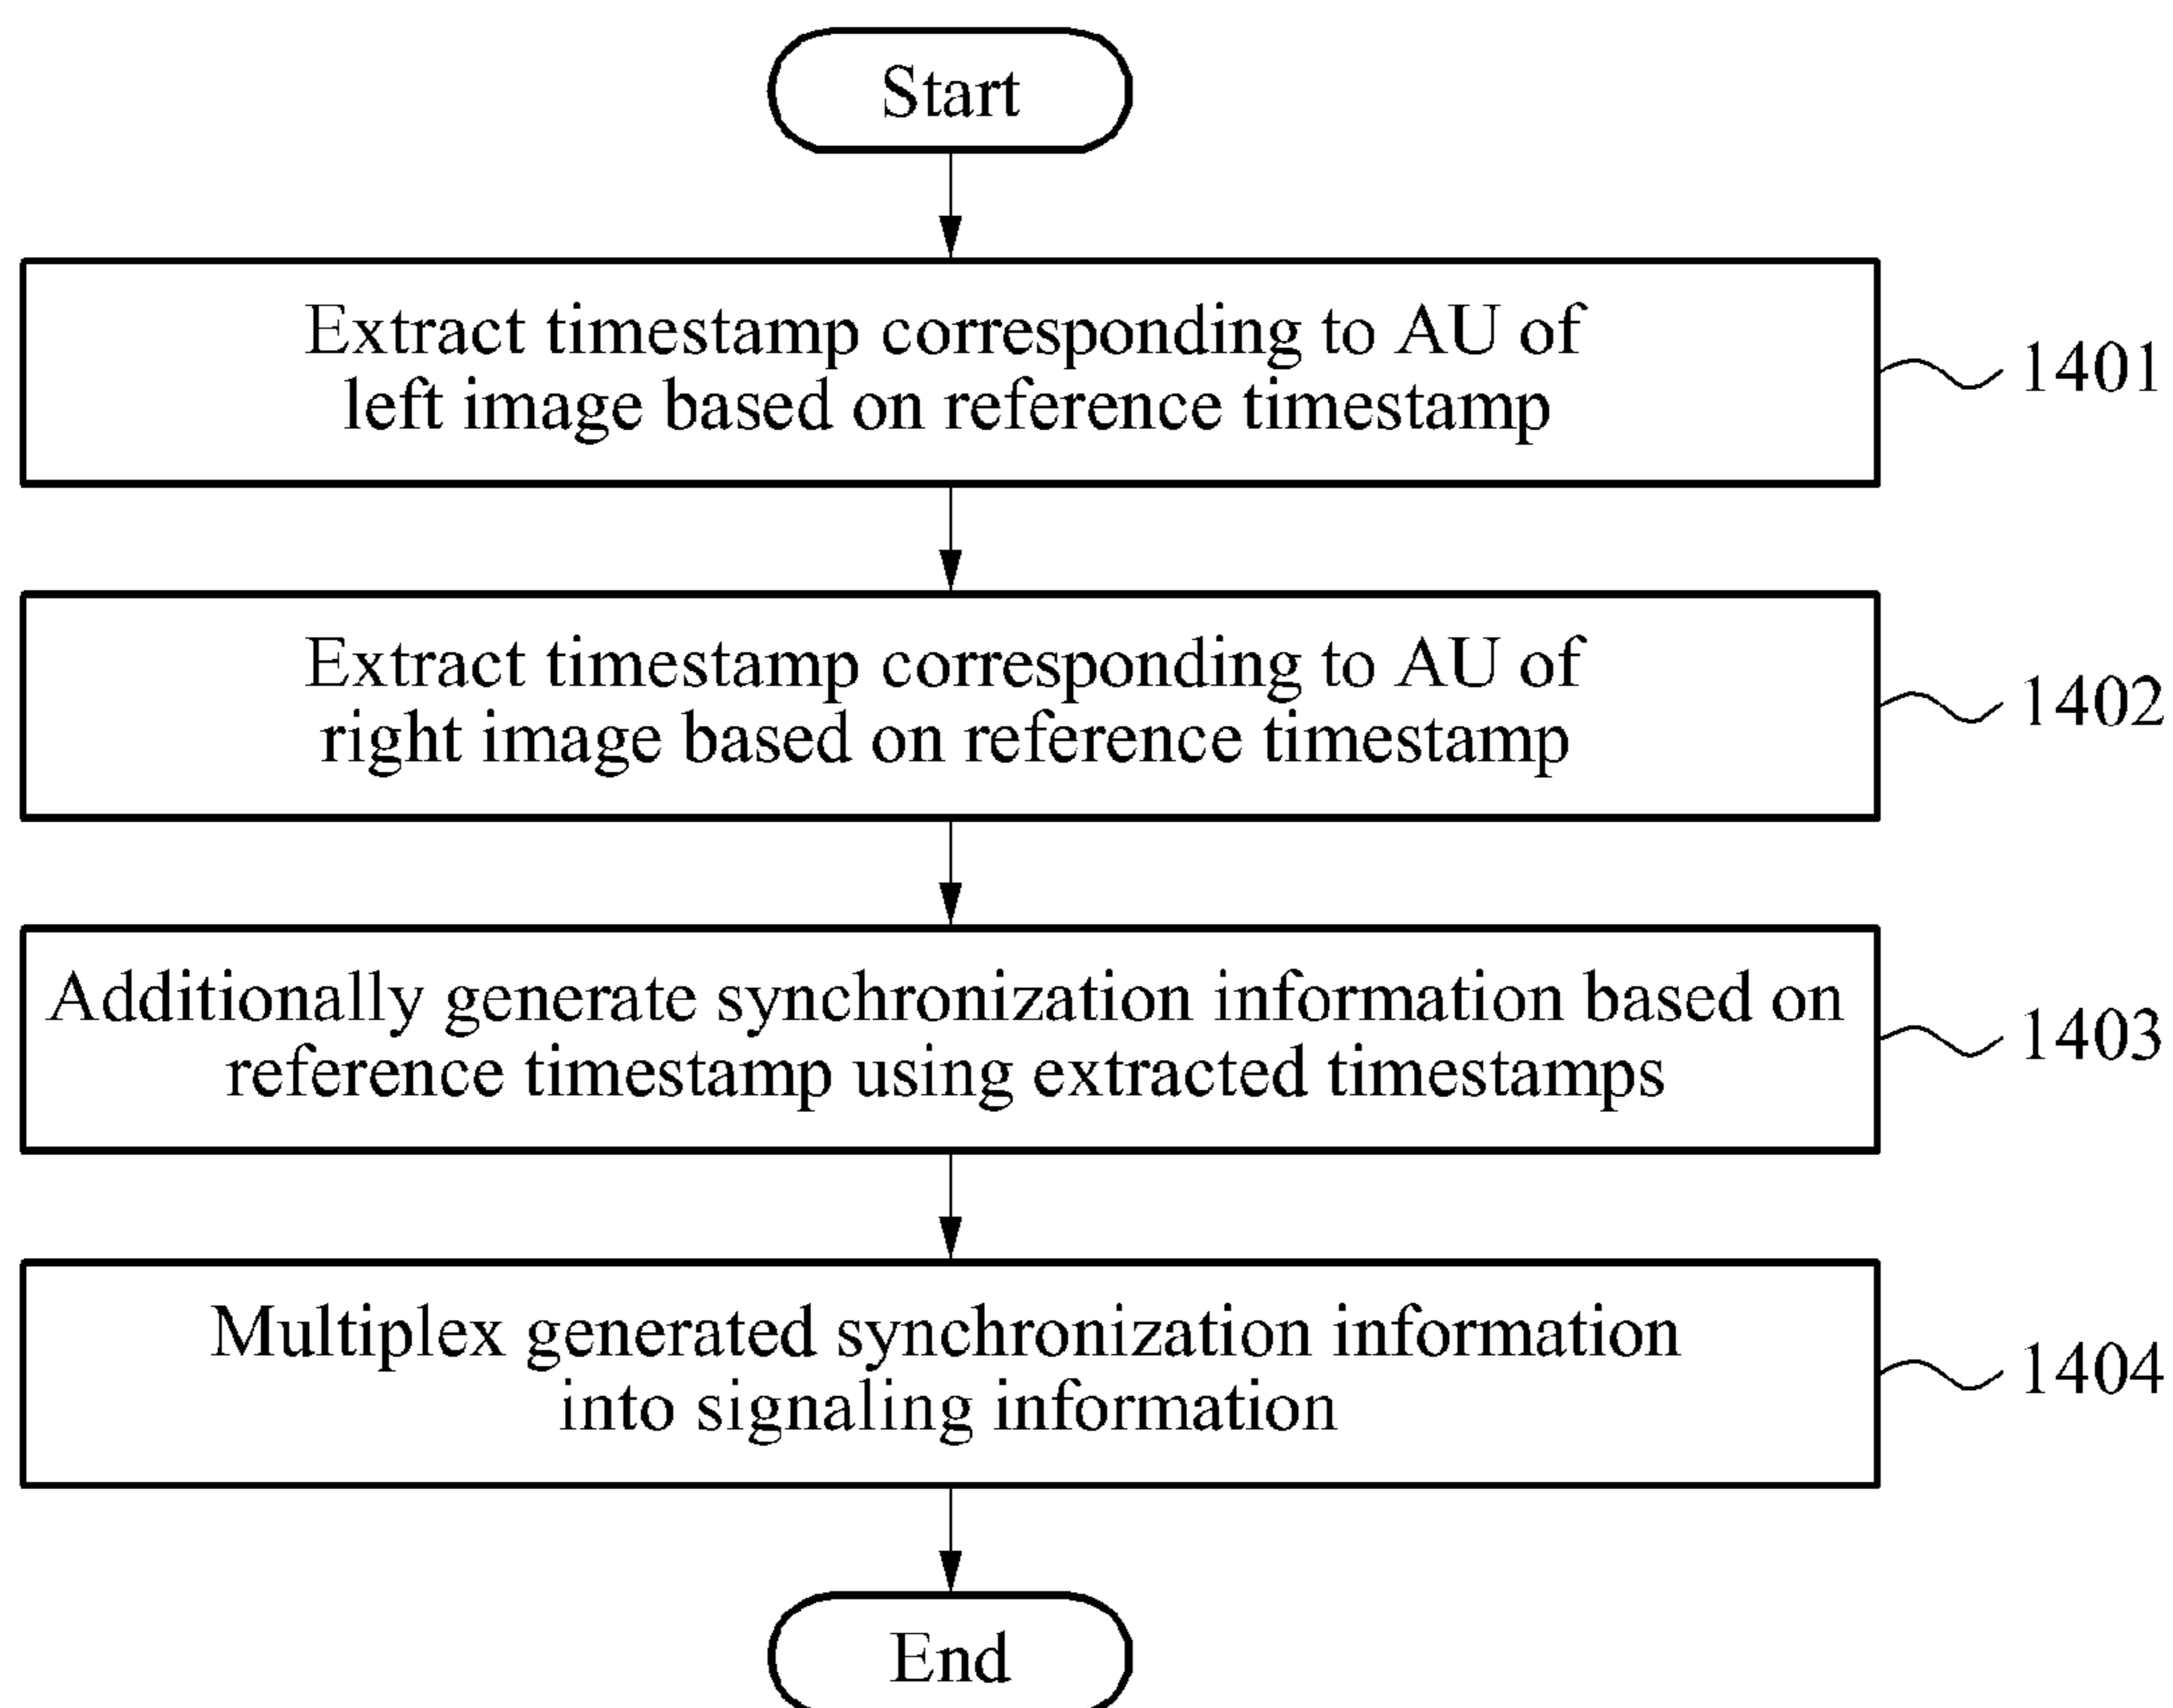 Start
Extract timestamp corresponding to AU of
left image based on reference timestamp
1401
Extract timestamp corresponding to AU of
right image based on reference timestamp
1402
Additionally generate synchronization information based on
reference timestamp using extracted timestamps
1403
Multiplex generated synchronization information
into signaling information
1404
End